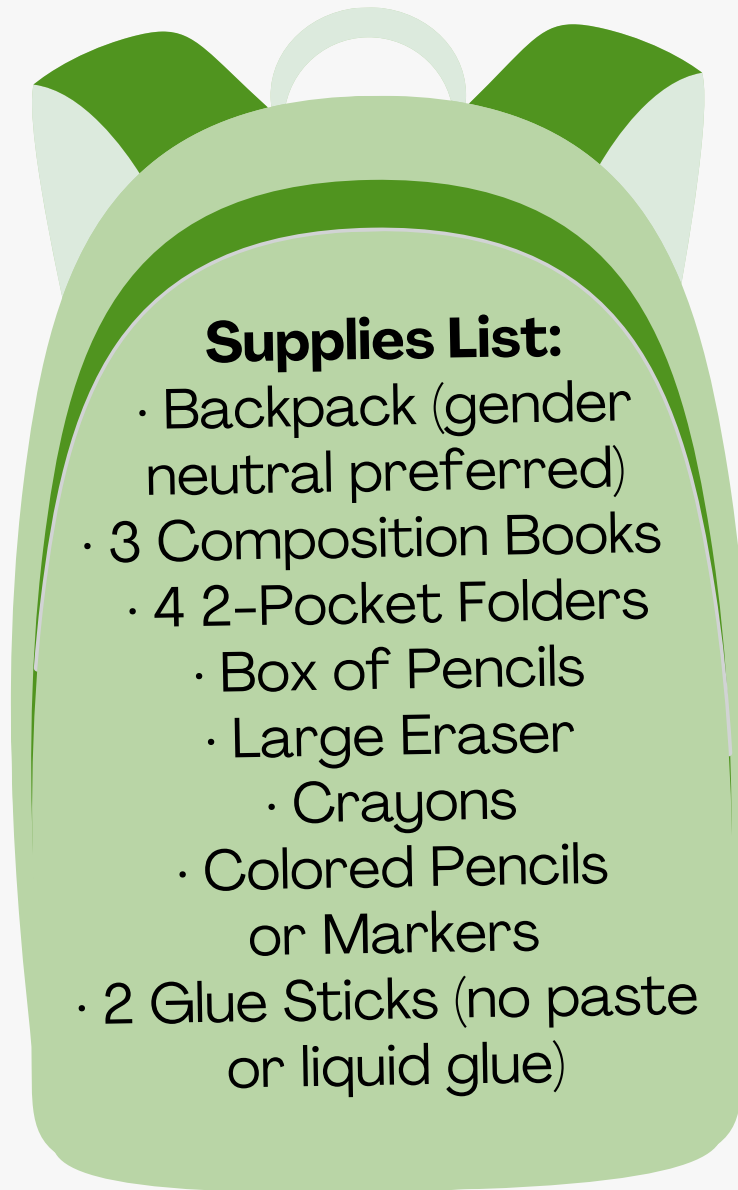 Supplies List:
· Backpack (gender
neutral preferred)
· 3 Composition Books
· 4 2-Pocket Folders
· Box of Pencils
· Large Eraser
· Crayons
· Colored Pencils
or Markers
· 2 Glue Sticks (no paste
or liquid glue)